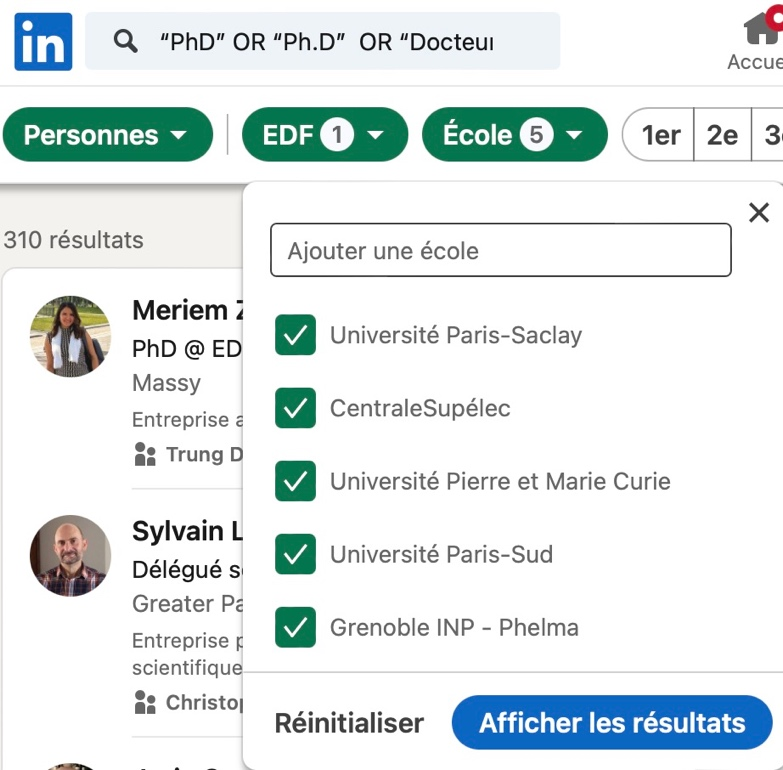 in
“PhD” OR “Ph.D” OR “Docteur
Accue
Personnes
EDF 1
École 5
1er
2e
3
310 résultats
Ajouter une école
Meriem
PhD @ ED
Massy
Entreprise a
Trung D
Sylvain L
Délégué s
Greater Pa
Entreprise p
scientifique
Christop
Université Paris-Saclay
CentraleSupélec
Université Pierre et Marie Curie
Université Paris-Sud
Grenoble INP - Phelma
Réinitialiser
Afficher les résultats